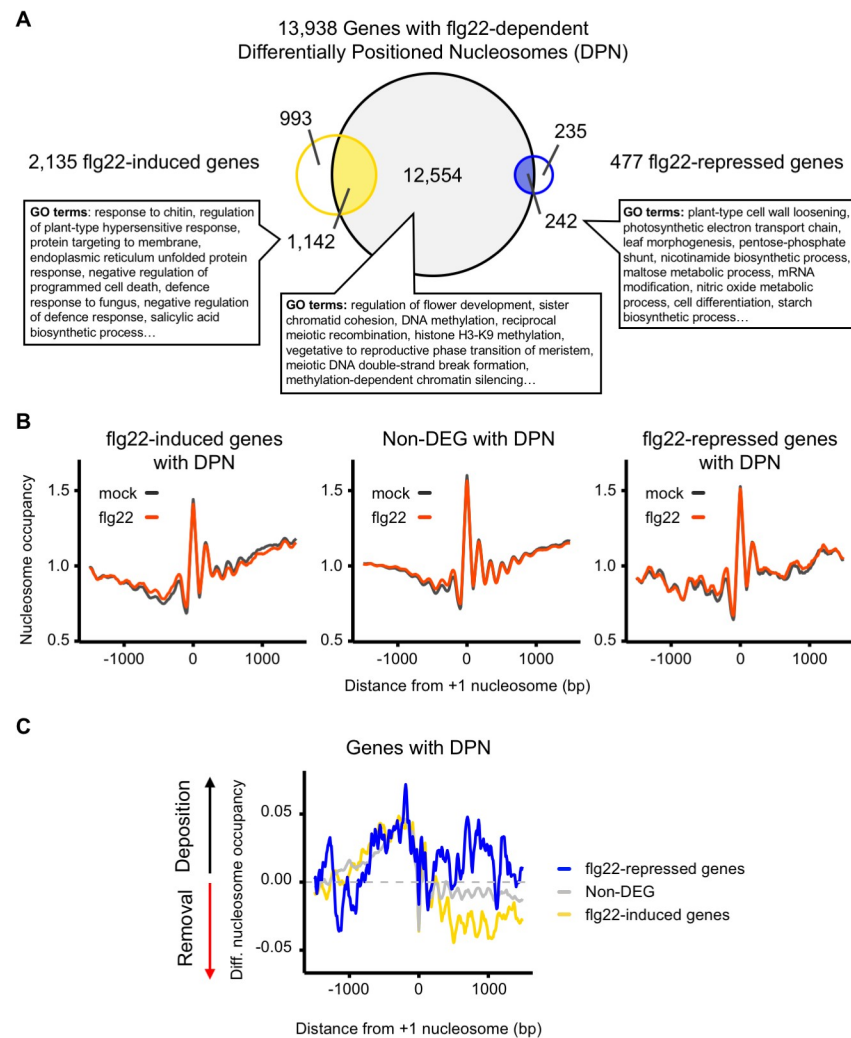 A
13,938 Genes with flg22-dependent
Differentially Positioned Nucleosomes (DPN)
993
235
2,135 flg22-induced genes
12,554
477 flg22-repressed genes
1,142
242
GO terms: response to chitin, regulation
of plant-type hypersensitive response,
protein targeting to membrane,
endoplasmic reticulum unfolded protein
response, negative regulation of
programmed cell death, defence
response to fungus, negative regulation
of defence response, salicylic acid
biosynthetic process…
GO terms: regulation of flower development, sister
chromatid cohesion, DNA methylation, reciprocal
meiotic recombination, histone H3-K9 methylation,
vegetative to reproductive phase transition of meristem,
meiotic DNA double-strand break formation,
methylation-dependent chromatin silencing…
GO terms: plant-type cell wall loosening,
photosynthetic electron transport chain,
leaf morphogenesis, pentose-phosphate
shunt, nicotinamide biosynthetic process,
maltose metabolic process, mRNA
modification, nitric oxide metabolic
process, cell differentiation, starch
biosynthetic process…
B
Nucleosome occupancy
flg22-induced genes
with DPN
mock
flg22
1.5
1.0
0.5
-1000
0
1000
Non-DEG with DPN
mock
flg22
1.5
1.0
0.5
-1000
0
1000
flg22-repressed genes
with DPN
mock
flg22
1.5
1.0
0.5
-1000
0
1000
Distance from +1 nucleosome (bp)
C
Genes with DPN
Deposition
Removal
Diff. nucleosome occupancy
0.05
0.00
-0.05
-1000
0
1000
flg22-repressed genes
Non-DEG
flg22-induced genes
Distance from +1 nucleosome (bp)